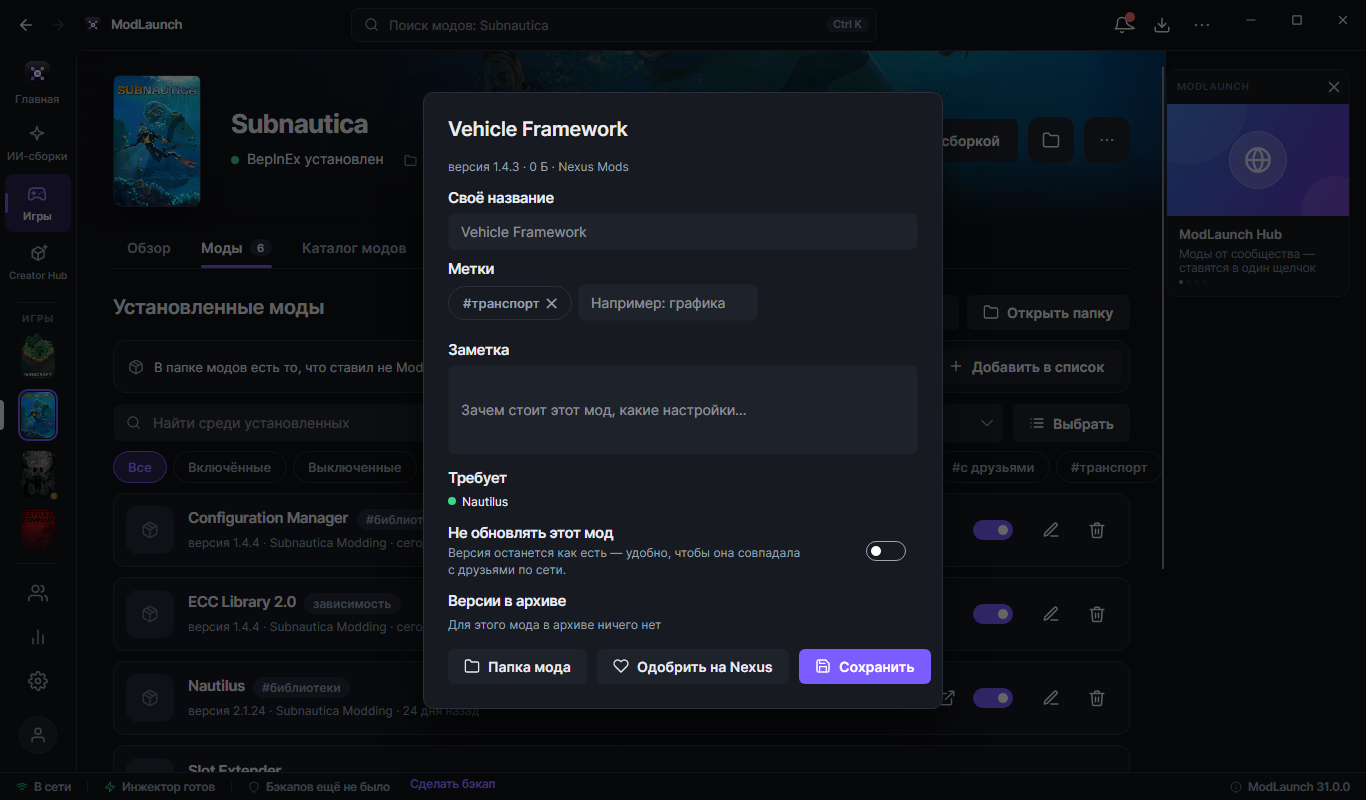 ModLaunch
Поиск модов: Subnautica
Ctrl K
Главная
ИИ-сборки
Игры
Creator Hub
ИГРЫ
MINECRAFT
SUBNAUTICA
Subnautica
BepInEx установлен
сборкой
Обзор
Моды 6
Каталог модов
Установленные моды
Открыть папку
В папке модов есть то, что ставил не Mod
Добавить в список
Найти среди установленных
Выбрать
Все
Включённые
Выключенные
#с друзьями
#транспорт
Configuration Manager #библиот
версия 1.4.4 · Subnautica Modding · сего
ECC Library 2.0 зависимость
версия 1.4.4 · Subnautica Modding · сего
Nautilus #библиотеки
версия 2.1.24 · Subnautica Modding · 24 дня назад
Slot Extender
Vehicle Framework
версия 1.4.3 · 0 Б · Nexus Mods
Своё название
Vehicle Framework
Метки
#транспорт
Например: графика
Заметка
Зачем стоит этот мод, какие настройки...
Требует
Nautilus
Не обновлять этот мод
Версия останется как есть — удобно, чтобы она совпадала
с друзьями по сети.
Версии в архиве
Для этого мода в архиве ничего нет
Папка мода
Одобрить на Nexus
Сохранить
MODLAUNCH
ModLaunch Hub
Моды от сообщества —
ставятся в один щелчок
В сети
Инжектор готов
Бэкапов ещё не было
Сделать бэкап
ModLaunch 31.0.0